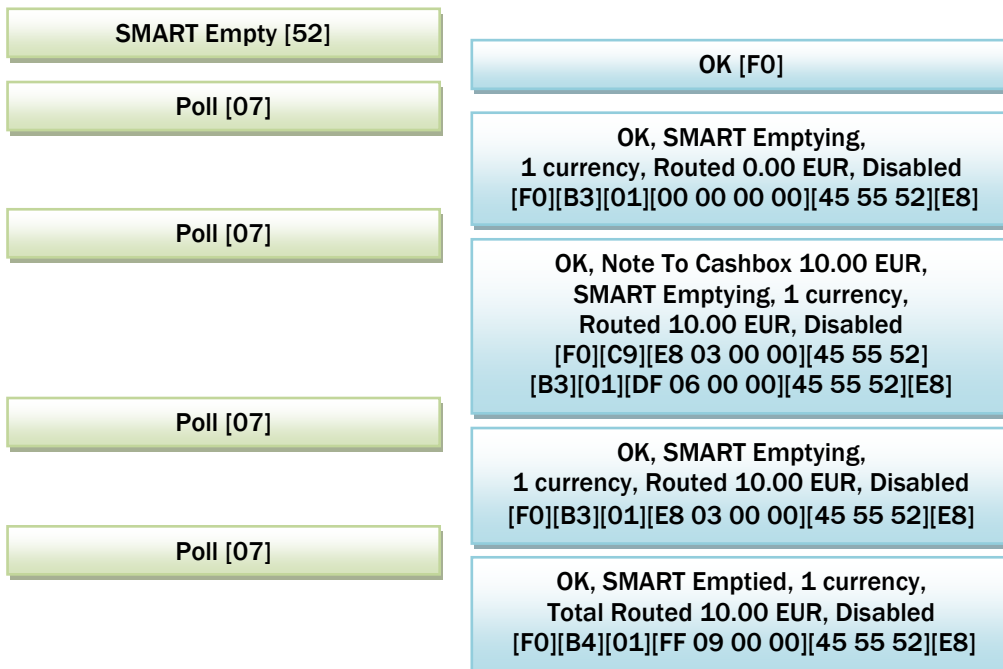 SMART Empty [52]
OK [F0]
Poll [07]
OK, SMART Emptying,
1 currency, Routed 0.00 EUR, Disabled
[F0][B3][01][00 00 00 00][45 55 52][E8]
Poll [07]
OK, Note To Cashbox 10.00 EUR,
SMART Emptying, 1 currency,
Routed 10.00 EUR, Disabled
[F0][C9][E8 03 00 00][45 55 52]
[B3][01][DF 06 00 00][45 55 52][E8]
Poll [07]
OK, SMART Emptying,
1 currency, Routed 10.00 EUR, Disabled
[F0][B3][01][E8 03 00 00][45 55 52][E8]
Poll [07]
OK, SMART Emptied, 1 currency,
Total Routed 10.00 EUR, Disabled
[F0][B4][01][FF 09 00 00][45 55 52][E8]